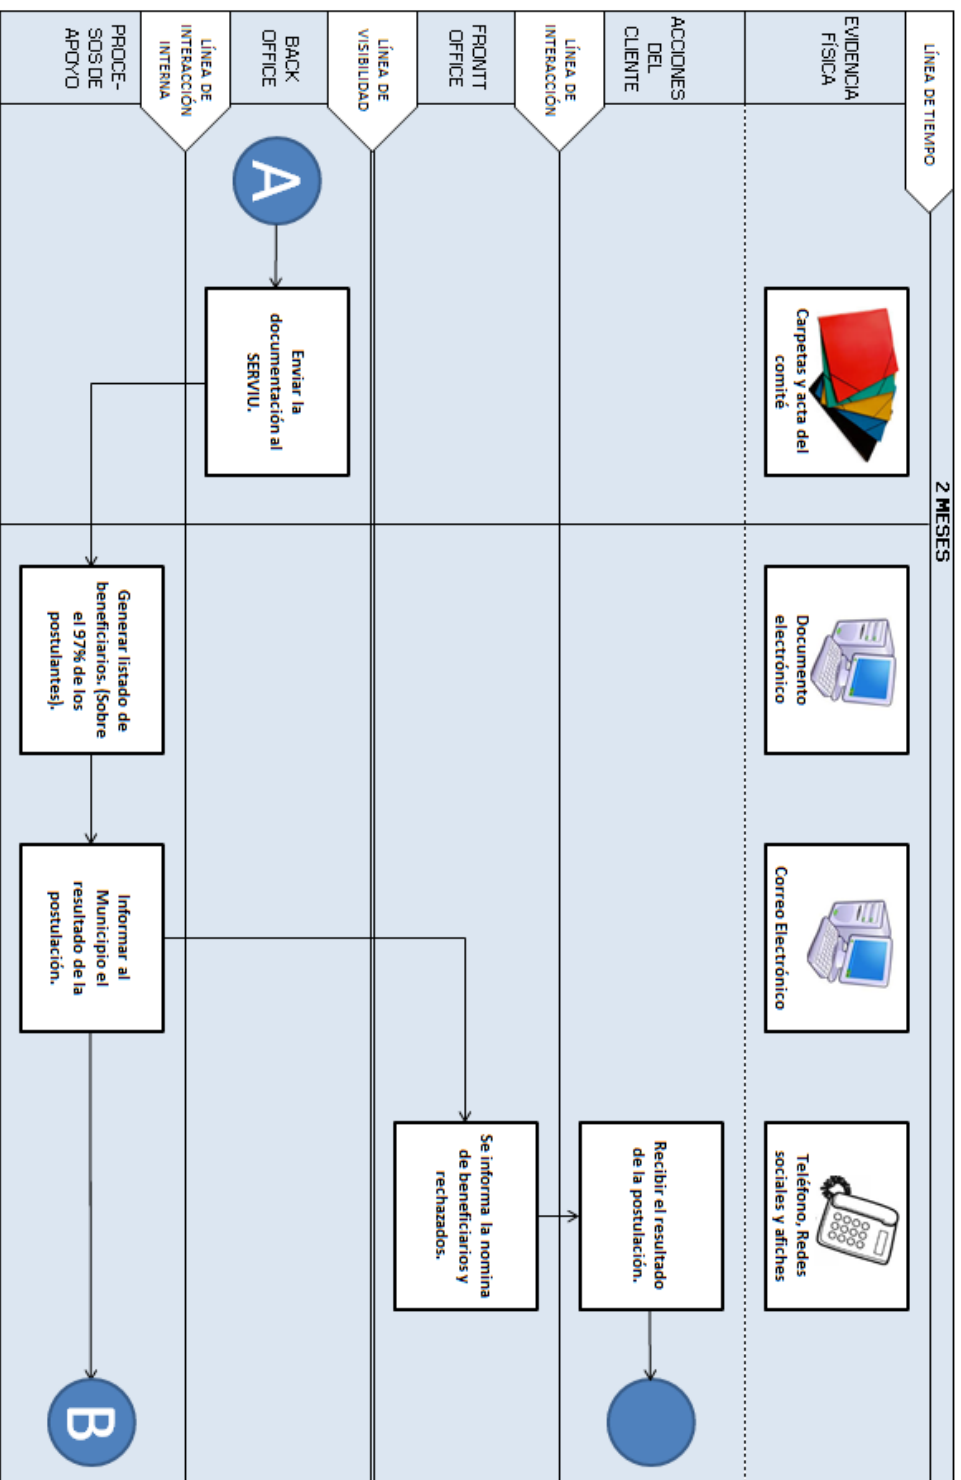 LÍNEA DE TIEMPO
2 MESES
EVIDENCIA
FÍSICA
Carpetas y acta del
comité
Documento
electrónico
Correo Electrónico
Teléfono, Redes
sociales y afiches
ACCIONES
DEL
CLIENTE
Recibir el resultado
de la postulación.
LÍNEA DE
INTERACCIÓN
FRONTT
OFFICE
Se informa la nomina
de beneficiarios y
rechazados.
LÍNEA DE
VISIBILIDAD
BACK
OFFICE
A
Enviar la
documentación al
SERVIU.
LÍNEA DE
INTERACCIÓN
INTERNA
PROCE-
SOS DE
APOYO
Generar listado de
beneficiarios. (Sobre
el 97% de los
postulantes).
Informar al
Municipio el
resultado de la
postulación.
B